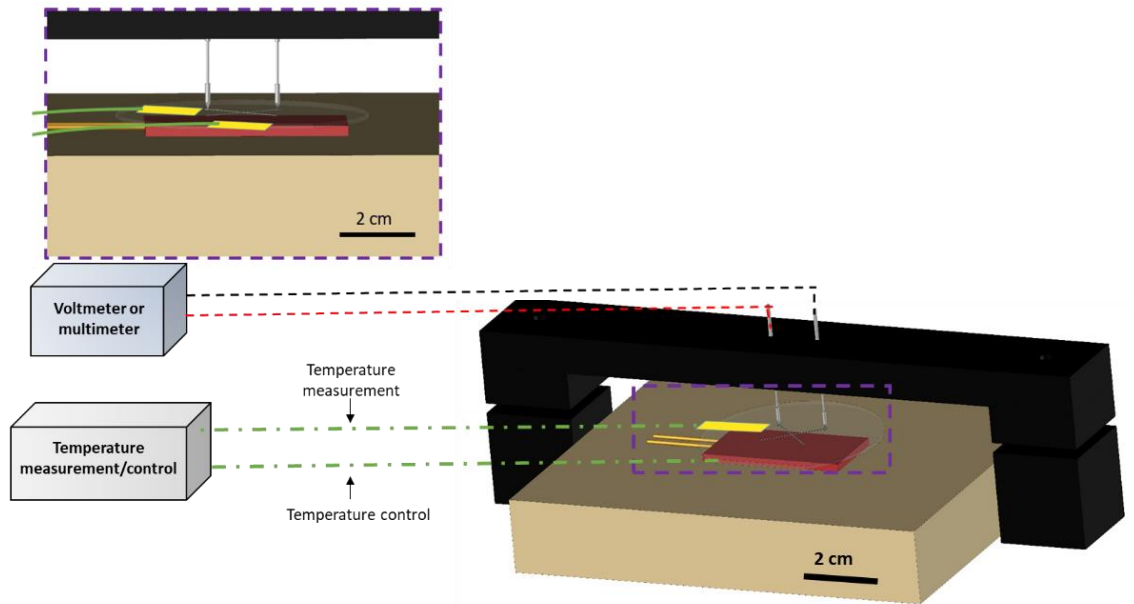 2 cm
Voltmeter or
multimeter
Temperature
measurement
Temperature
measurement/control
Temperature control
2 cm